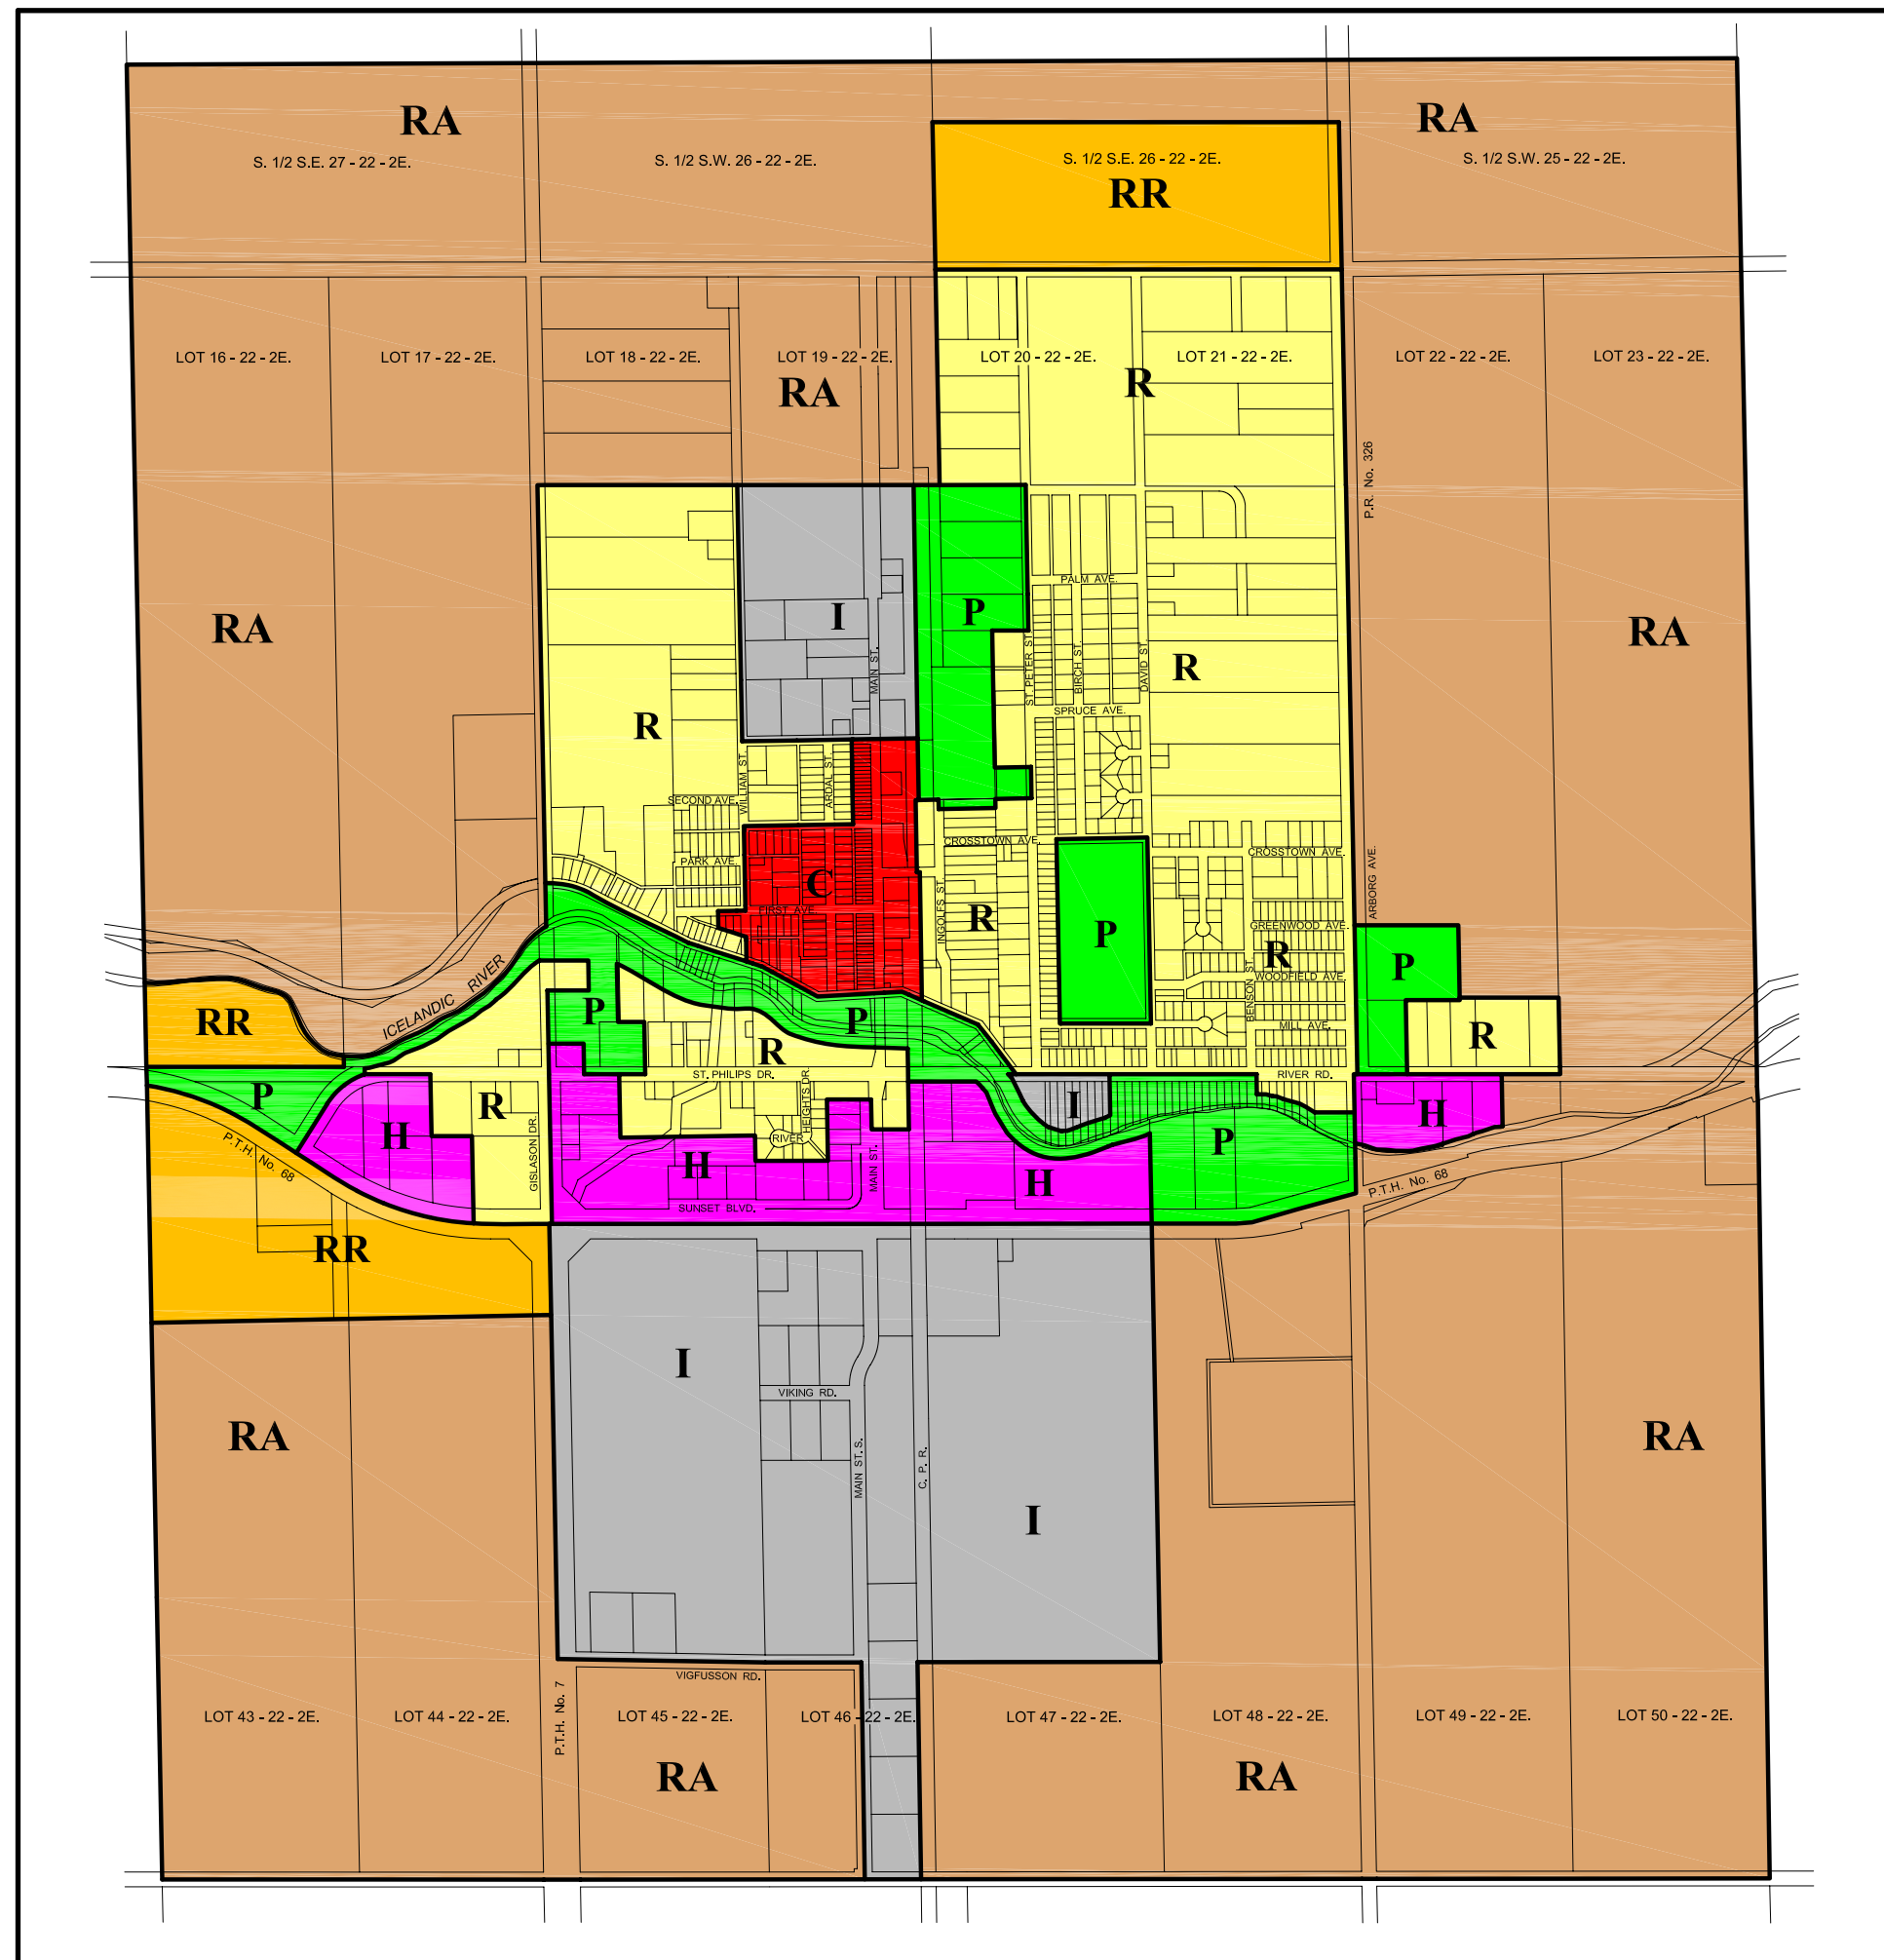 RA
RA
S. 1/2 S.E. 27 - 22 - 2E.
S. 1/2 S.W. 26 - 22 - 2E.
S. 1/2 S.E. 26 - 22 - 2E.
S. 1/2 S.W. 25 - 22 - 2E.
RR
LOT 16 - 22 - 2E.
LOT 17 - 22 - 2E.
LOT 18 - 22 - 2E.
LOT 19 - 22 - 2E.
LOT 20 - 22 - 2E.
LOT 21 - 22 - 2E.
LOT 22 - 22 - 2E.
LOT 23 - 22 - 2E.
RA
R
P.R. No. 326
PALM AVE.
RA
I
P
RA
MAIN ST.
ST. PETER ST.
BIRCH ST.
DAVID ST.
R
R
SPRUCE AVE.
WILLIAM ST.
ARDAL ST.
SECOND AVE.
PARK AVE.
CROSSTOWN AVE.
CROSSTOWN AVE.
ARBORG AVE.
C
FIRST AVE.
INGOLFS ST.
R
P
GREENWOOD AVE.
R
P
WOODFIELD AVE.
BENSON ST.
ICELANDIC RIVER
RR
P
P
MILL AVE.
R
R
ST. PHILIPS DR.
RIVER RD.
P
H
R
HEIGHTS DR.
RIVER
I
H
P
P.T.H. No. 68
GISLASON DR.
H
MAIN ST.
H
P.T.H. No. 68
SUNSET BLVD.
RR
I
VIKING RD.
RA
MAIN ST. S.
C. P. R.
RA
I
VIGFUSSON RD.
P.T.H. No. 7
LOT 43 - 22 - 2E.
LOT 44 - 22 - 2E.
LOT 45 - 22 - 2E.
LOT 46 - 22 - 2E.
LOT 47 - 22 - 2E.
LOT 48 - 22 - 2E.
LOT 49 - 22 - 2E.
LOT 50 - 22 - 2E.
RA
RA